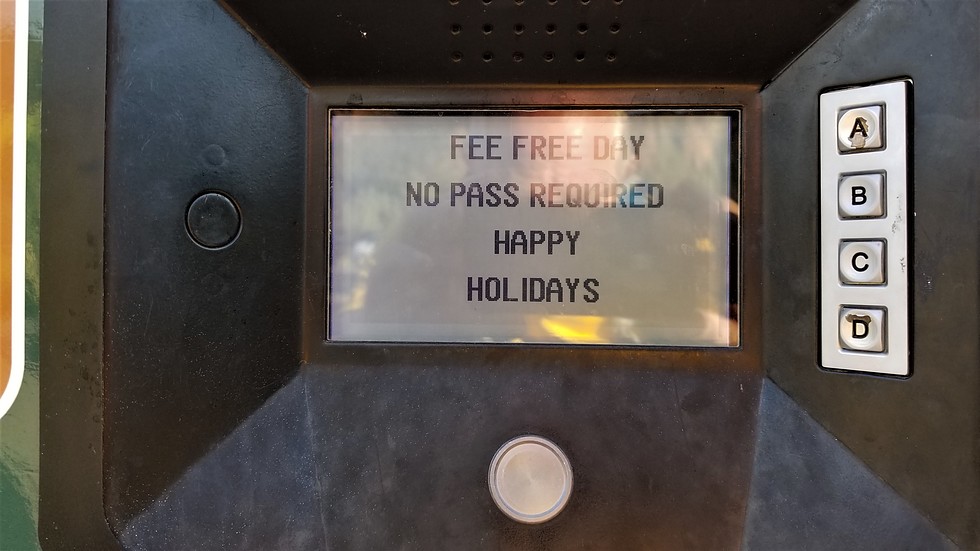 FEE FREE DAY
NO PASS REQUIRED
HAPPY
HOLIDAYS
A
B
C
D